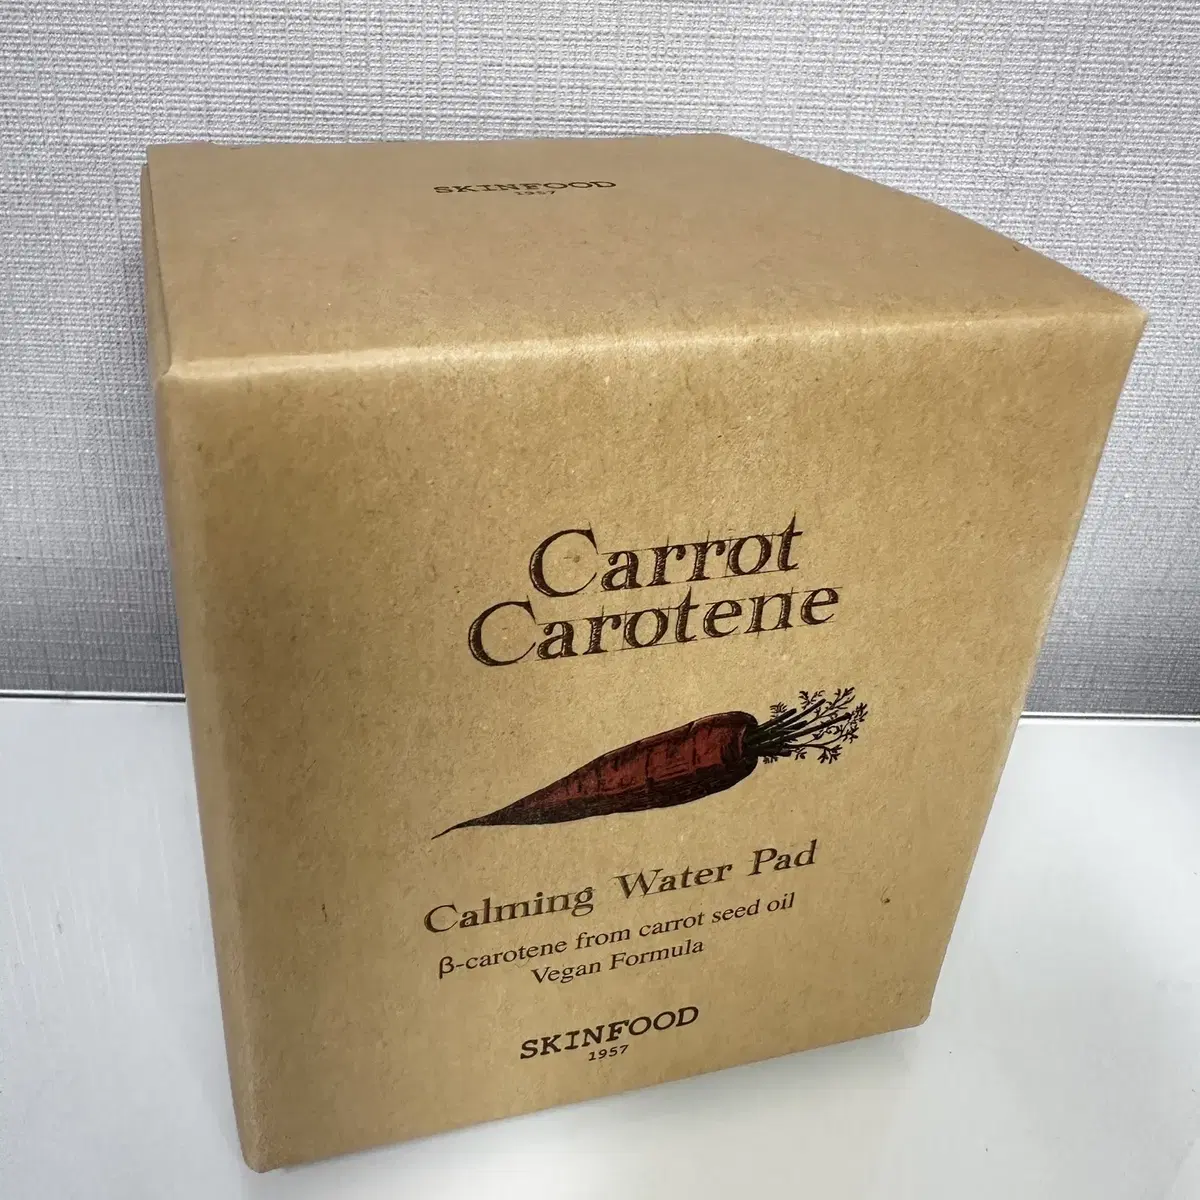 SKINFOOD
1957
Carrot
Carotene
Calming Water Pad
β-carotene from carrot seed oil
Vegan Formula
SKINFOOD
1957